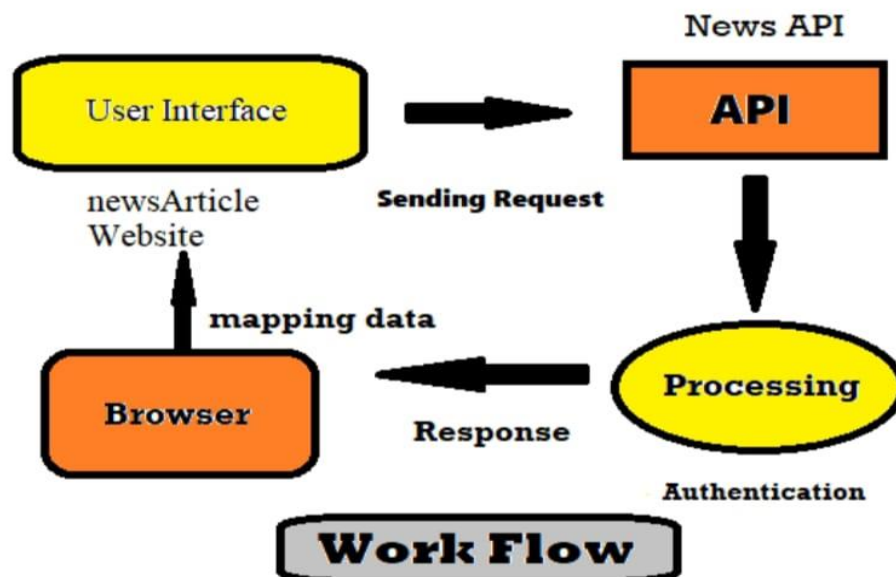 News API
User Interface
API
newsArticle
Website
Sending Request
mapping data
Browser
Response
Processing
Authentication
Work Flow